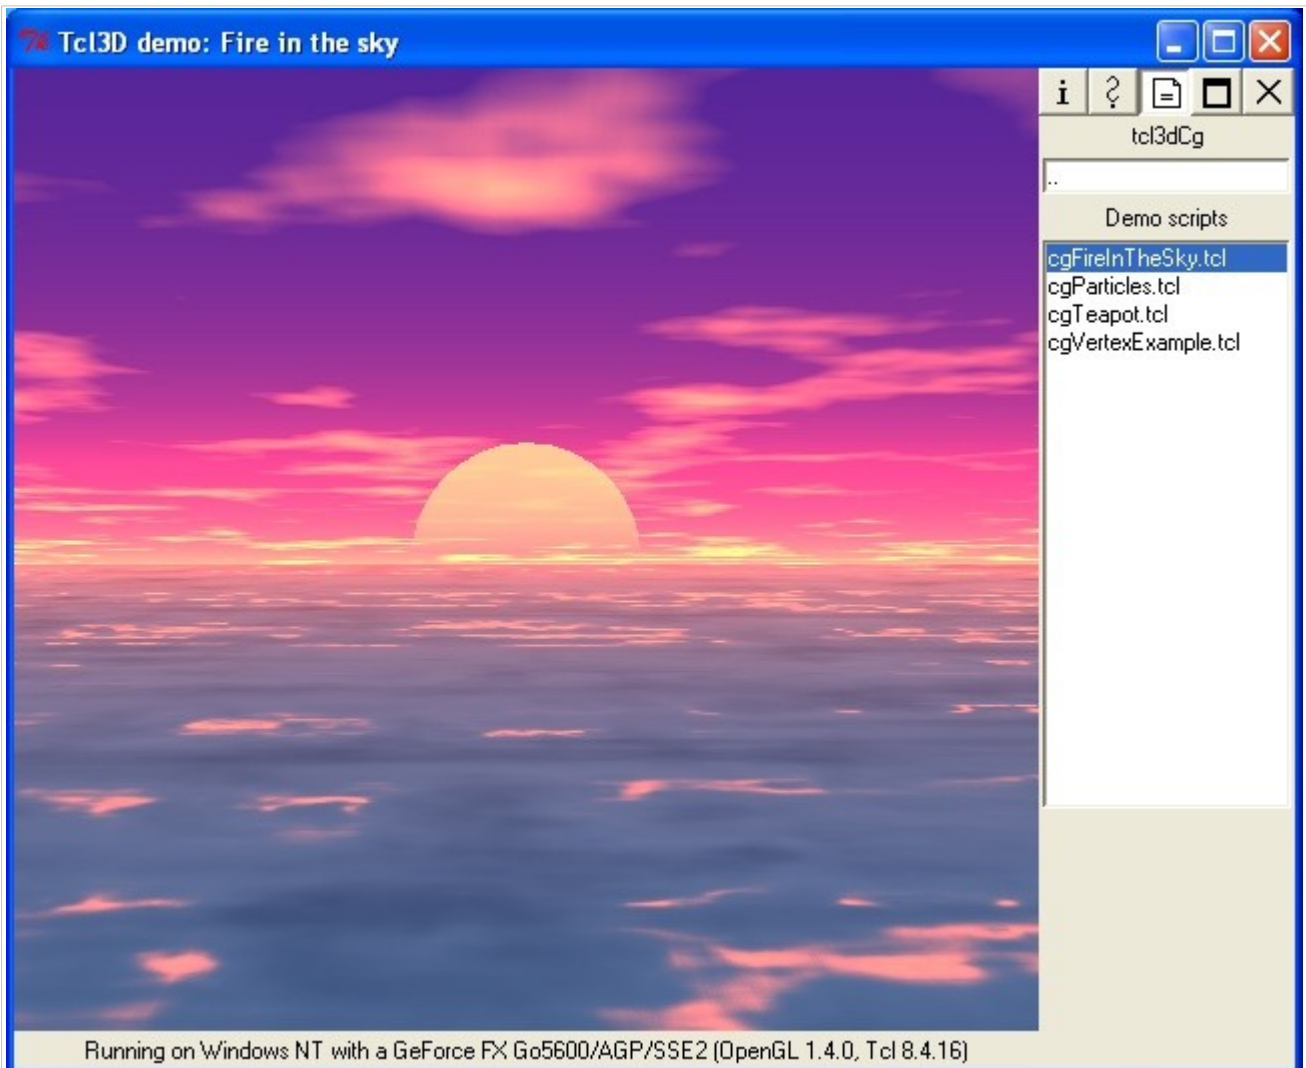 Tcl3D demo: Fire in the sky
tcl3dCg
..
Demo scripts
cgFireInTheSky.tcl
cgParticles.tcl
cgTeapot.tcl
cgVertexExample.tcl
Running on Windows NT with a GeForce FX Go5600/AGP/SSE2 (OpenGL 1.4.0, Tcl 8.4.16)